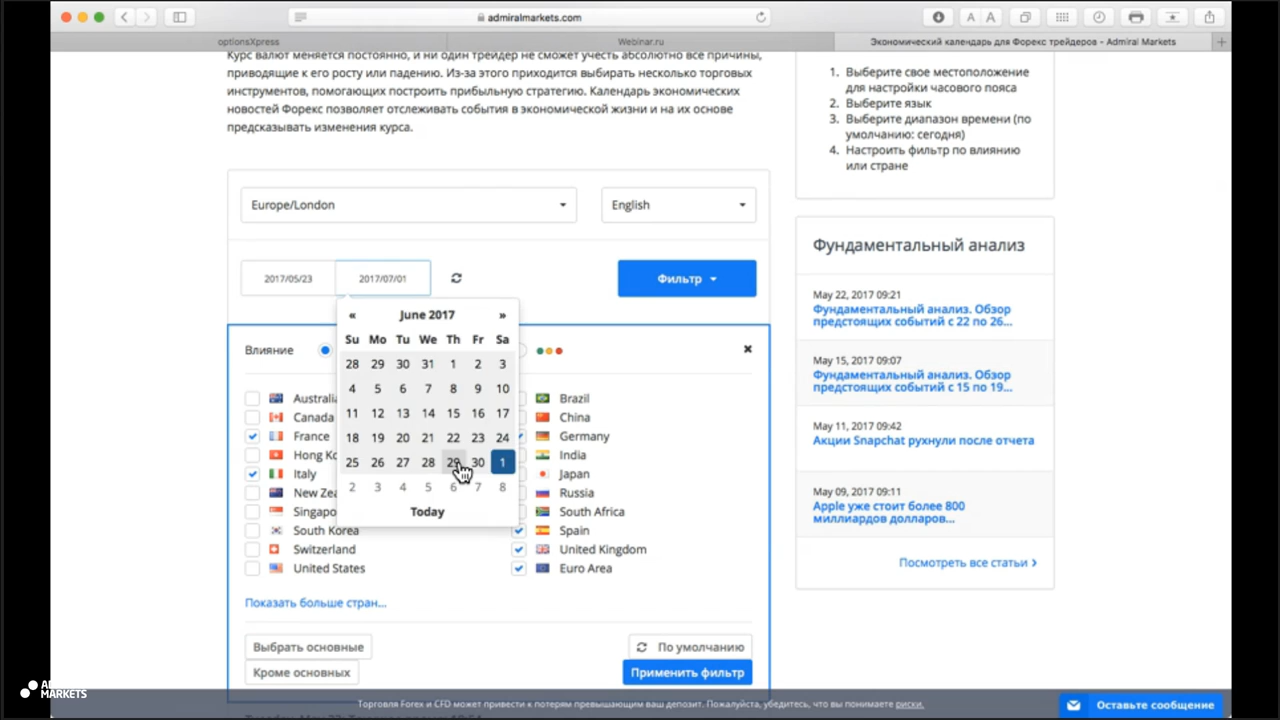 admiralmarkets.com
A A
optionsXpress
Webinar.ru
Экономический календарь для Форекс трейдеров - Admiral Markets
Курс валют меняется постоянно, и ни один трейдер не сможет учесть абсолютно все причины,
приводящие к его росту или падению. Из-за этого приходится выбирать несколько торговых
инструментов, помогающих построить прибыльную стратегию. Календарь экономических
новостей Форекс позволяет отслеживать события в экономической жизни и на их основе
предсказывать изменения курса.
1. Выберите свое местоположение
для настройки часового пояса
2. Выберите язык
3. Выберите диапазон времени (по
умолчанию: сегодня)
4. Настроить фильтр по влиянию
или стране
Europe/London
English
2017/05/23
2017/07/01
Фильтр
« June 2017 »
Su Mo Tu We Th Fr Sa
28 29 30 31 1 2 3
4 5 6 7 8 9 10
11 12 13 14 15 16 17
18 19 20 21 22 23 24
25 26 27 28 29 30 1
2 3 4 5 6 7 8
Today
Влияние
Australia
Canada
France
Hong Ko
Italy
New Zea
Singapo
South Korea
Switzerland
United States
Brazil
China
Germany
India
Japan
Russia
South Africa
Spain
United Kingdom
Euro Area
Показать больше стран...
Выбрать основные
По умолчанию
Кроме основных
Применить фильтр
Фундаментальный анализ
May 22, 2017 09:21
Фундаментальный анализ. Обзор
предстоящих событий с 22 по 26...
May 15, 2017 09:07
Фундаментальный анализ. Обзор
предстоящих событий с 15 по 19...
May 11, 2017 09:42
Акции Snapchat рухнули после отчета
May 09, 2017 09:11
Apple уже стоит более 800
миллиардов долларов...
Посмотреть все статьи
MARKETS
Торговля Forex и CFD может привести к потерям превышающим ваш депозит. Пожалуйста, убедитесь, что вы понимаете риски.
Оставьте сообщение